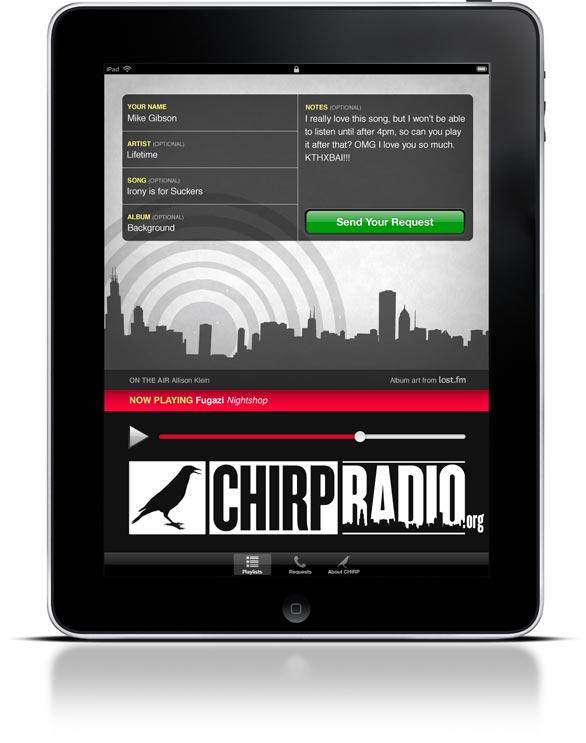 iPad
YOUR NAME
Mike Gibson
ARTIST (OPTIONAL)
Lifetime
SONG (OPTIONAL)
Irony is for Suckers
ALBUM (OPTIONAL)
Background
NOTES (OPTIONAL)
I really love this song, but I won't be able
to listen until after 4pm, so can you play
it after that? OMG I love you so much.
KTHXBAI!!!
Send Your Request
ON THE AIR Allison Klein
Album art from lost.fm
NOW PLAYING Fugazi Nightshop
CHIRP RADIO.org
Playlists
Requests
About CHIRP